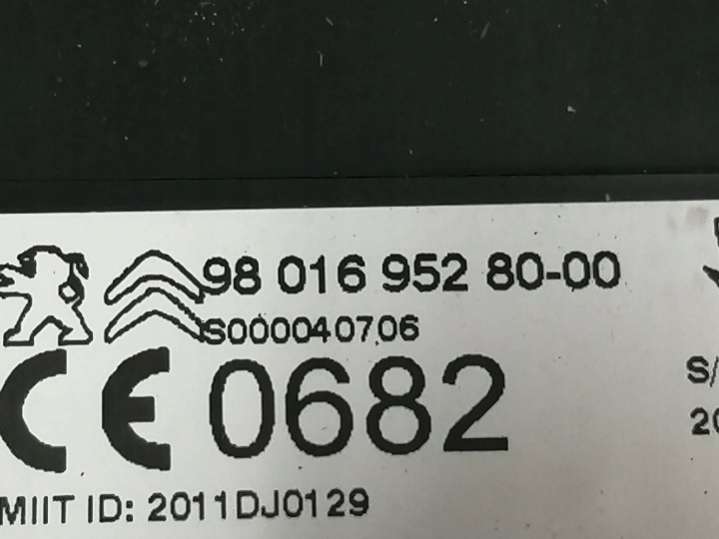 98 016 952 80-00
S000040706
CE 0682
S/
20
MIIT ID: 2011DJ0129